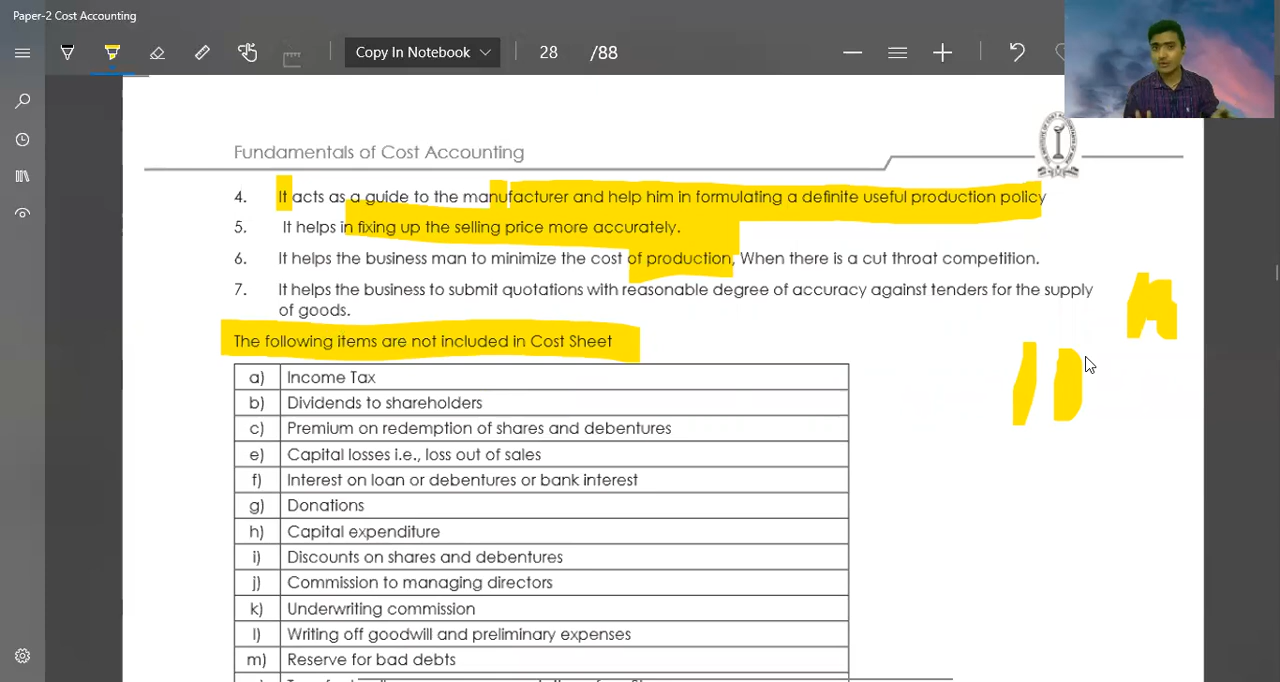 Paper-2 Cost Accounting
Copy In Notebook 28 /88
Fundamentals of Cost Accounting
4. It acts as a guide to the manufacturer and help him in formulating a definite useful production policy
5. It helps in fixing up the selling price more accurately.
6. It helps the business man to minimize the cost of production, When there is a cut throat competition.
7. It helps the business to submit quotations with reasonable degree of accuracy against tenders for the supply
of goods.
The following items are not included in Cost Sheet
a) Income Tax
b) Dividends to shareholders
c) Premium on redemption of shares and debentures
e) Capital losses i.e., loss out of sales
f) Interest on loan or debentures or bank interest
g) Donations
h) Capital expenditure
i) Discounts on shares and debentures
j) Commission to managing directors
k) Underwriting commission
l) Writing off goodwill and preliminary expenses
m) Reserve for bad debts